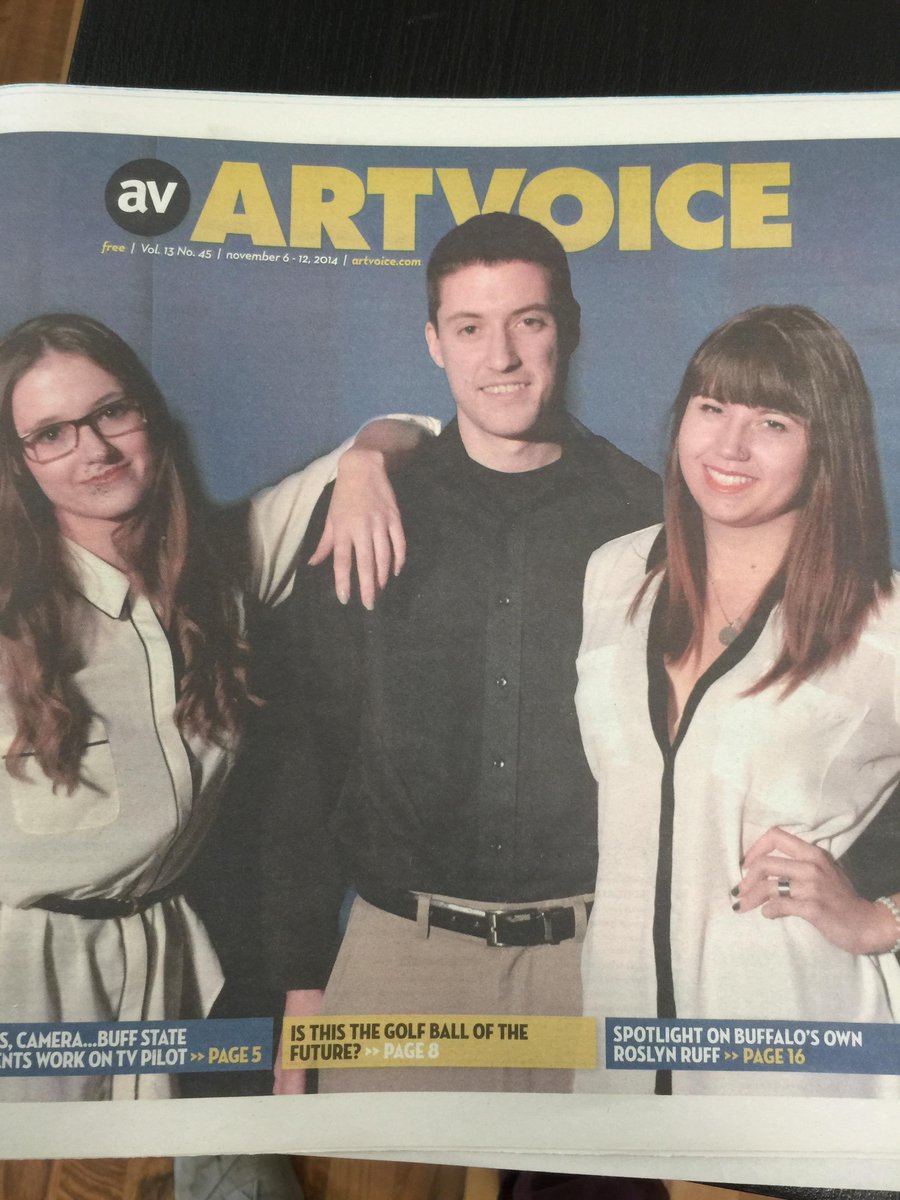 av ARTVOICE
free | Vol. 13 No. 45 | november 6 - 12, 2014 | artvoice.com
S, CAMERA...BUFF STATE
ENTS WORK ON TV PILOT >> PAGE 5
IS THIS THE GOLF BALL OF THE
FUTURE? >> PAGE 8
SPOTLIGHT ON BUFFALO'S OWN
ROSLYN RUFF >> PAGE 16